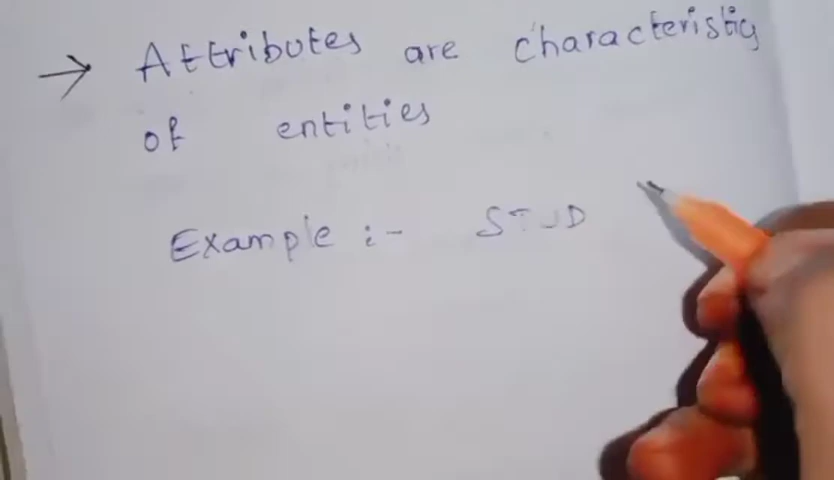 → Attributes are characteristic
of entities
Example :- STUD